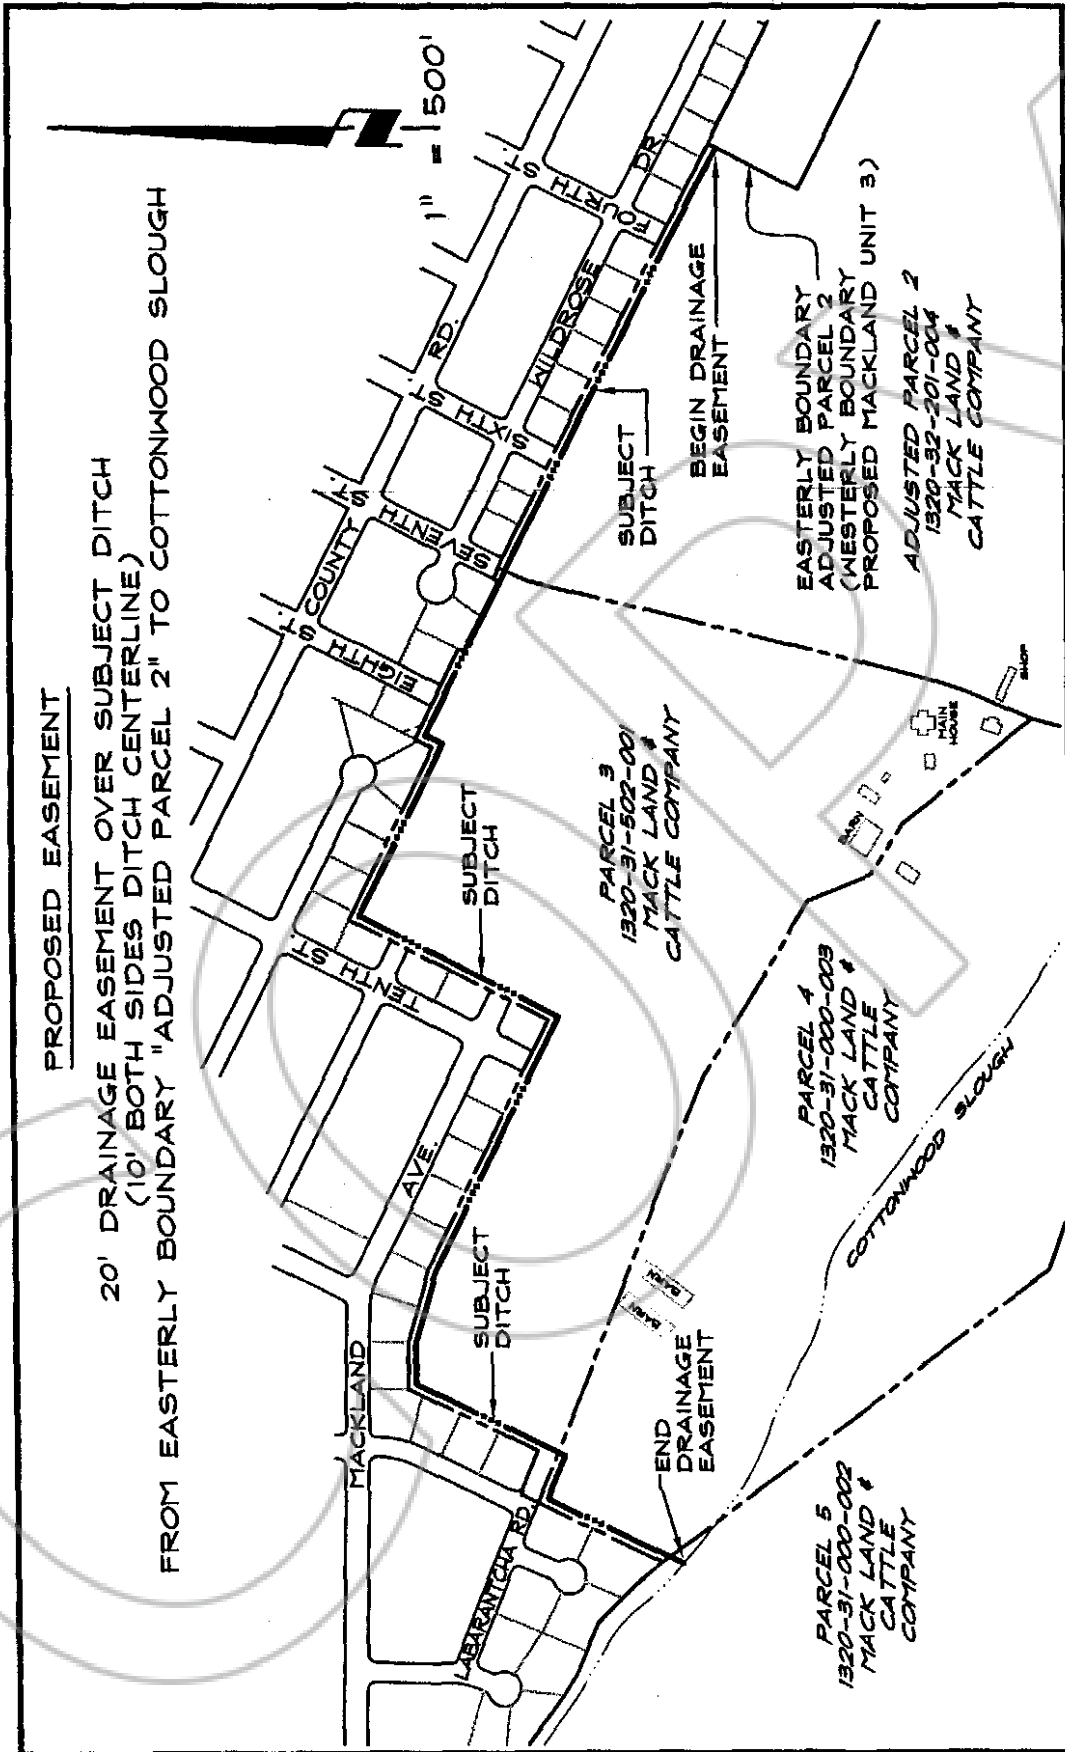 PROPOSED EASEMENT
20' DRAINAGE EASEMENT OVER SUBJECT DITCH
(10' BOTH SIDES DITCH CENTERLINE)
FROM EASTERLY BOUNDARY "ADJUSTED PARCEL 2" TO COTTONWOOD SLOUGH
1" = 500'
COUNTY
RD.
FOURTH
ST.
SIXTH ST.
SEVENTH ST.
EIGHTH ST.
TENTH ST.
WILDROSE
DR.
MACKLAND
AVE.
LABARANTCHA RD.
SUBJECT
DITCH
SUBJECT
DITCH
SUBJECT
DITCH
BEGIN DRAINAGE
EASEMENT
END
DRAINAGE
EASEMENT
EASTERLY BOUNDARY
ADJUSTED PARCEL 2
(WESTERLY BOUNDARY
PROPOSED MACKLAND UNIT 3)
ADJUSTED PARCEL 2
1320-32-201-004
MACK LAND &
CATTLE COMPANY
PARCEL 3
1320-31-502-001
MACK LAND &
CATTLE COMPANY
PARCEL 4
1320-31-000-003
MACK LAND &
CATTLE
COMPANY
PARCEL 5
1320-31-000-002
MACK LAND &
CATTLE
COMPANY
COTTONWOOD SLOUGH
BARN
BARN
BARN
MAIN
HOUSE
SHOP
COPY